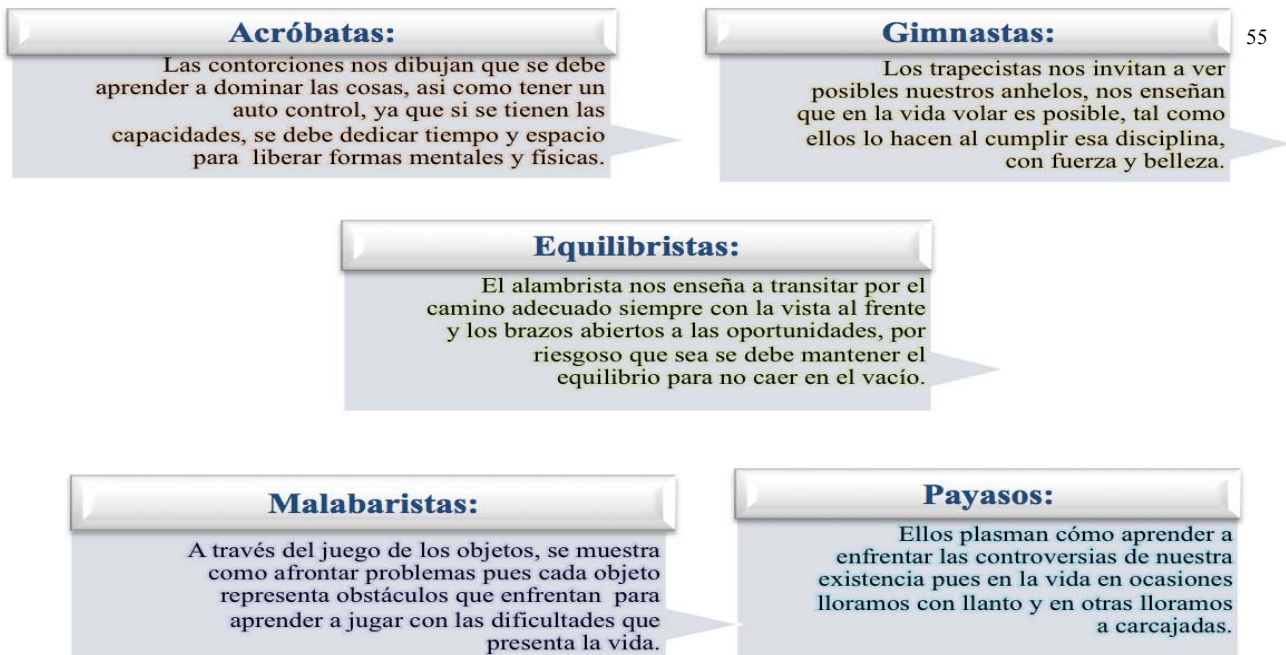 Acróbatas:
Las contorciones nos dibujan que se debe
aprender a dominar las cosas, asi como tener un
auto control, ya que si se tienen las
capacidades, se debe dedicar tiempo y espacio
para liberar formas mentales y físicas.
Gimnastas:
55
Los trapecistas nos invitan a ver
posibles nuestros anhelos, nos enseñan
que en la vida volar es posible, tal como
ellos lo hacen al cumplir esa disciplina,
con fuerza y belleza.
Equilibristas:
El alambrista nos enseña a transitar por el
camino adecuado siempre con la vista al frente
y los brazos abiertos a las oportunidades, por
riesgoso que sea se debe mantener el
equilibrio para no caer en el vacío.
Malabaristas:
A través del juego de los objetos, se muestra
como afrontar problemas pues cada objeto
representa obstáculos que enfrentan para
aprender a jugar con las dificultades que
presenta la vida.
Payasos:
Ellos plasman cómo aprender a
enfrentar las controversias de nuestra
existencia pues en la vida en ocasiones
lloramos con llanto y en otras lloramos
a carcajadas.